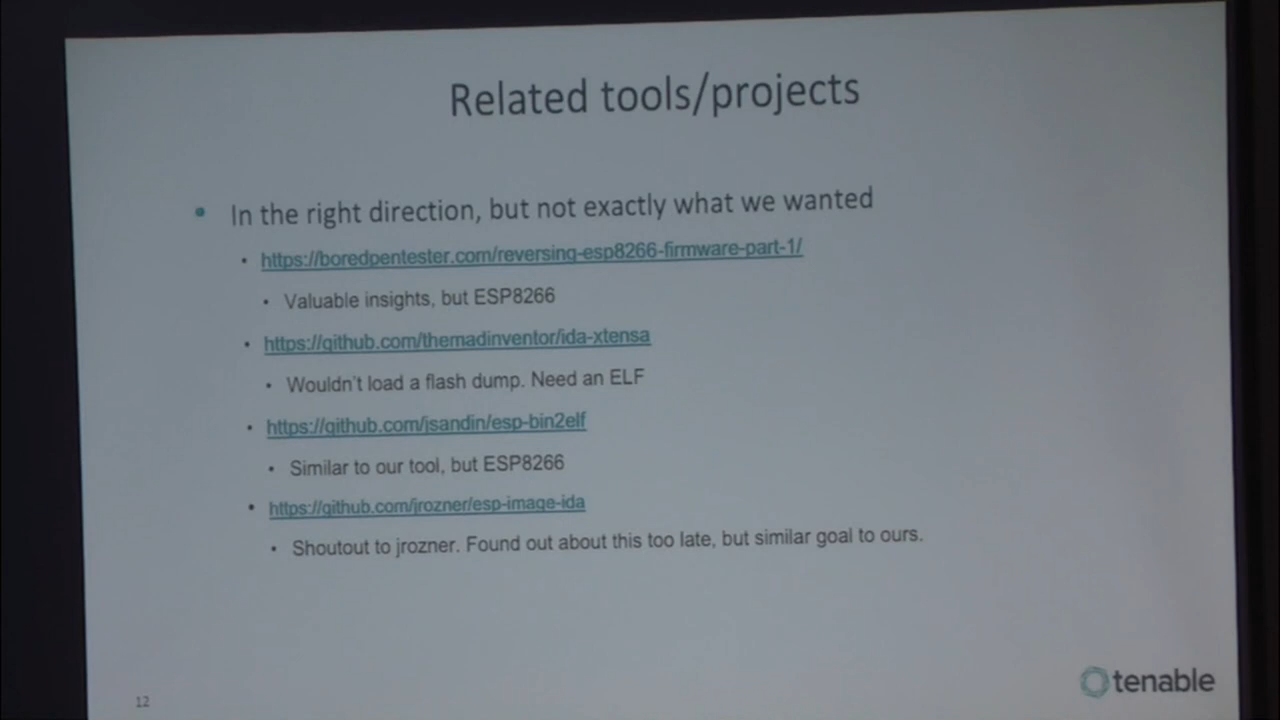 Related tools/projects
• In the right direction, but not exactly what we wanted
• https://boredpentester.com/reversing-esp8266-firmware-part-1/
• Valuable insights, but ESP8266
• https://github.com/themadinventor/ida-xtensa
• Wouldn't load a flash dump. Need an ELF
• https://github.com/jsandin/esp-bin2elf
• Similar to our tool, but ESP8266
• https://github.com/jrozner/esp-image-ida
• Shoutout to jrozner. Found out about this too late, but similar goal to ours.
12
tenable